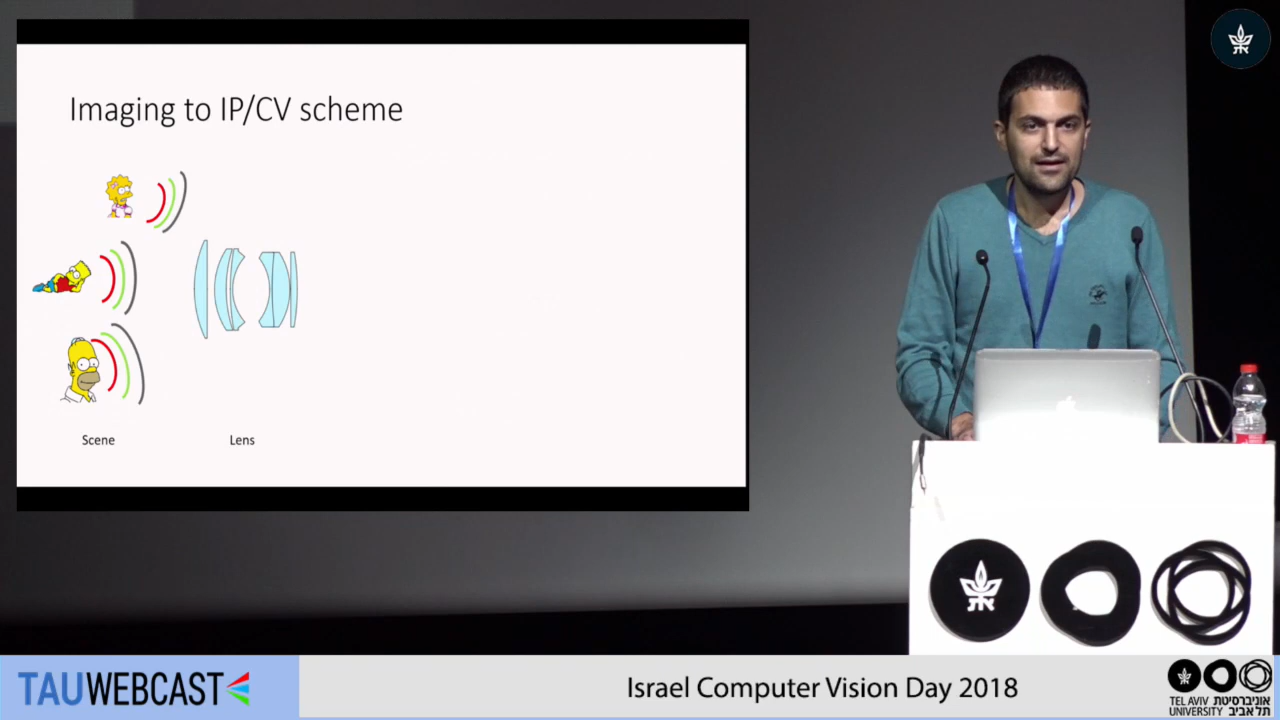 Imaging to IP/CV scheme
Scene
Lens
TAUWEBCAST
Israel Computer Vision Day 2018
TEL AVIV אוניברסיטת
UNIVERSITY תל אביב